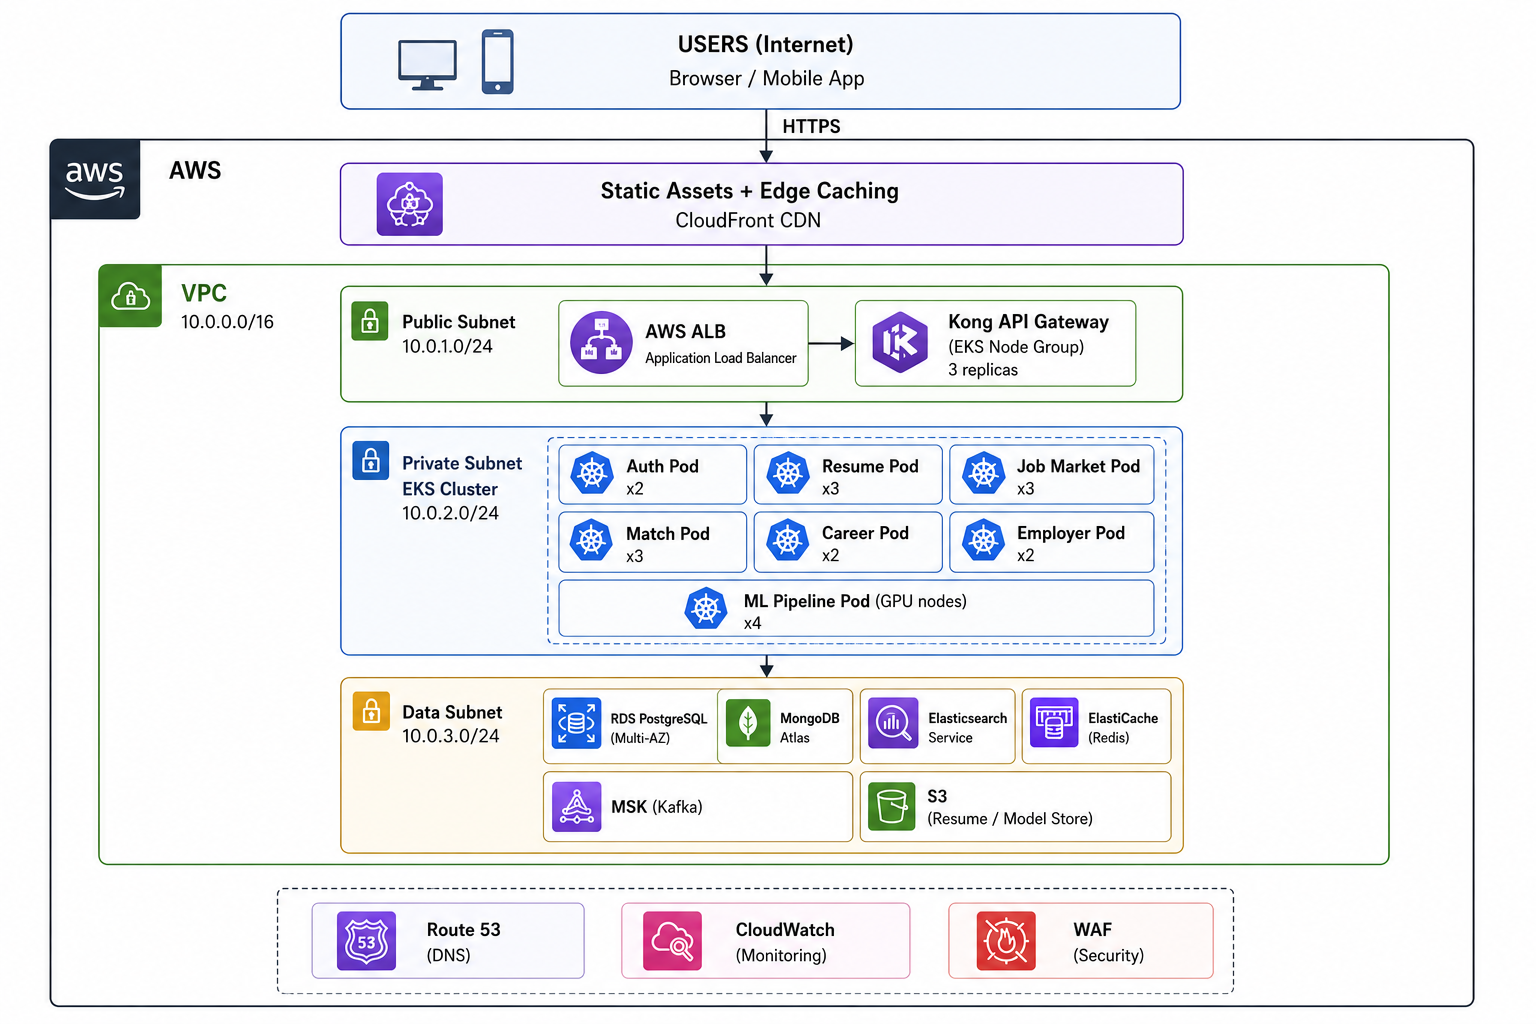 USERS (Internet)
Browser / Mobile App
HTTPS
aws
AWS
Static Assets + Edge Caching
CloudFront CDN
VPC
10.0.0.0/16
Public Subnet
10.0.1.0/24
AWS ALB
Application Load Balancer
Kong API Gateway
(EKS Node Group)
3 replicas
Private Subnet
EKS Cluster
10.0.2.0/24
Auth Pod
x2
Resume Pod
x3
Job Market Pod
x3
Match Pod
x3
Career Pod
x2
Employer Pod
x2
ML Pipeline Pod (GPU nodes)
x4
Data Subnet
10.0.3.0/24
RDS PostgreSQL
(Multi-AZ)
MongoDB
Atlas
Elasticsearch
Service
ElastiCache
(Redis)
MSK (Kafka)
S3
(Resume / Model Store)
53
Route 53
(DNS)
CloudWatch
(Monitoring)
WAF
(Security)